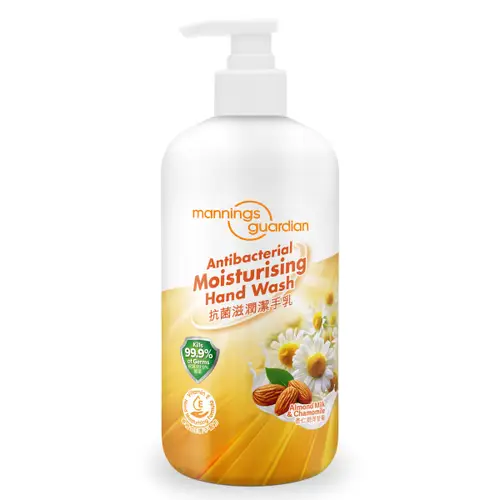 mannings
guardian
Antibacterial
Moisturising
Hand Wash
抗菌滋潤潔手乳
Kills
99.9%
of Germs
Vitamin E
E
Almond Milk
& Chamomile